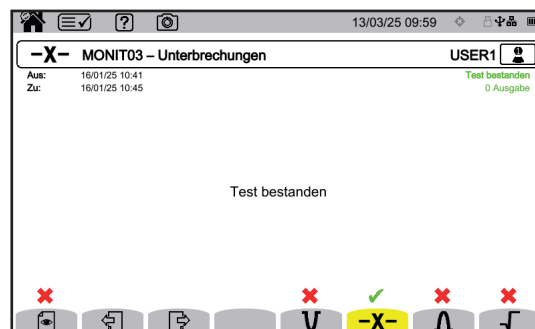 13/03/25 09:59
–X– MONIT03 – Unterbrechungen USER1
Aus: 16/01/25 10:41 Test bestanden
Zu: 16/01/25 10:45 0 Ausgabe
Test bestanden
–X–